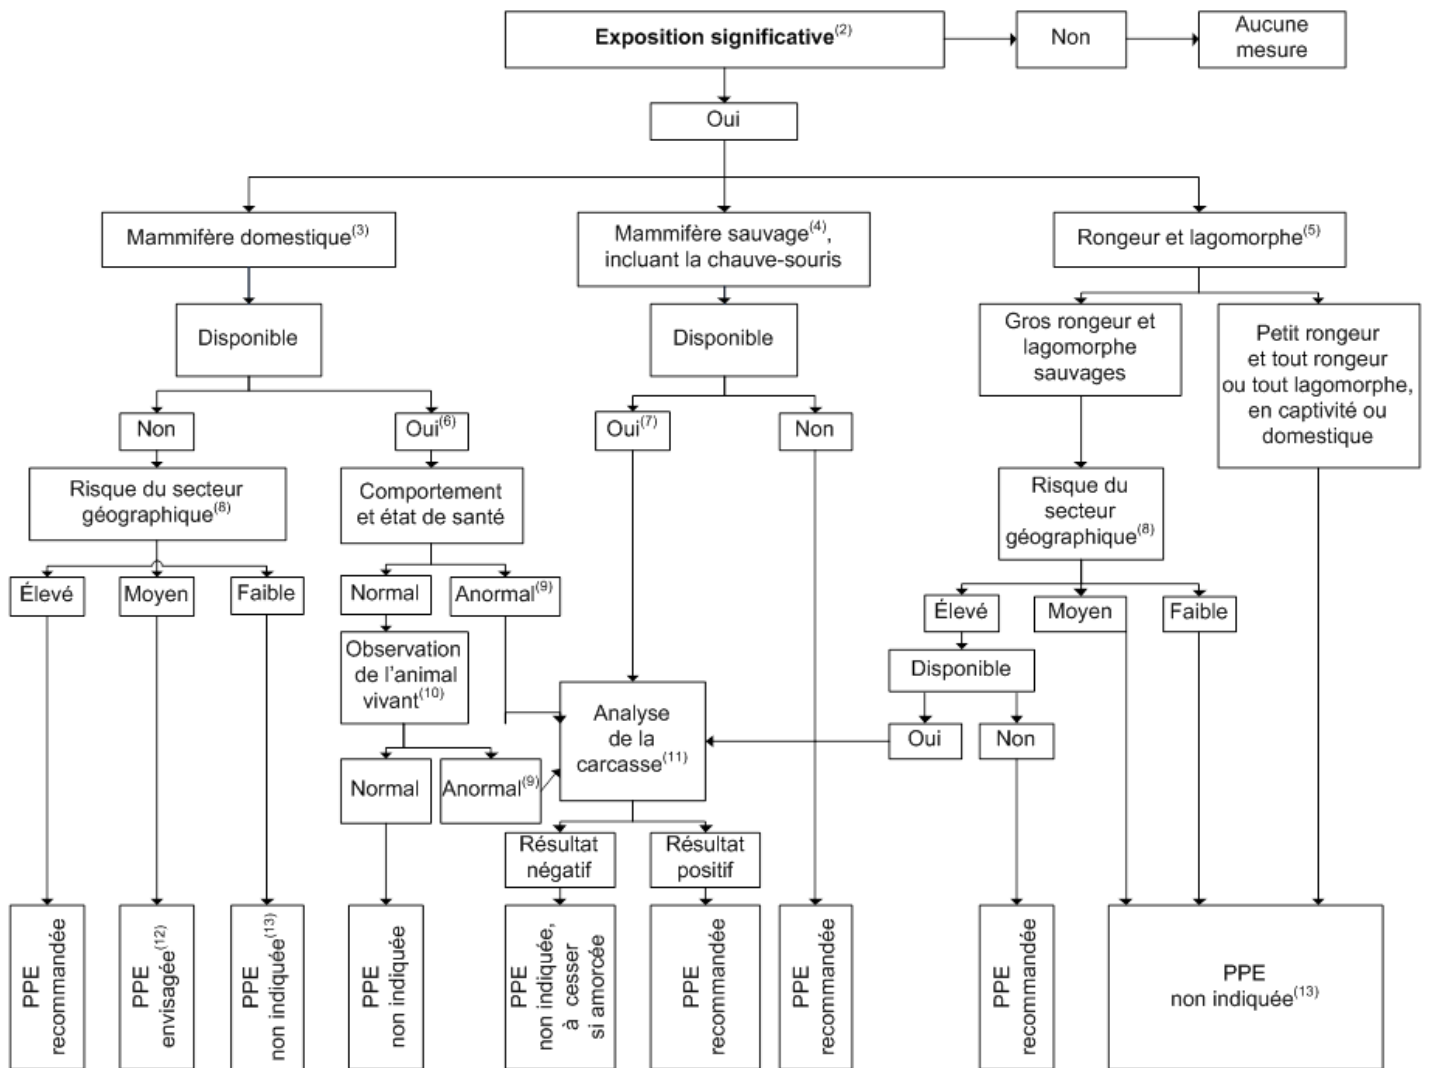 Exposition significative(2)
Non
Aucune
mesure
Oui
Mammifère domestique(3)
Mammifère sauvage(4),
incluant la chauve-souris
Rongeur et lagomorphe(5)
Disponible
Disponible
Gros rongeur et
lagomorphe
sauvages
Petit rongeur
et tout rongeur
ou tout lagomorphe,
en captivité ou
domestique
Non
Oui(6)
Oui(7)
Non
Risque du secteur
géographique(8)
Comportement
et état de santé
Risque du
secteur
géographique(8)
Élevé
Moyen
Faible
Normal
Anormal(9)
Élevé
Moyen
Faible
Observation
de l'animal
vivant(10)
Disponible
Analyse
de la
carcasse(11)
Oui
Non
Normal
Anormal(9)
Résultat
négatif
Résultat
positif
PPE
recommandée
PPE
envisagée(12)
PPE
non indiquée(13)
PPE
non indiquée
PPE
non indiquée,
à cesser
si amorcée
PPE
recommandée
PPE
recommandée
PPE
recommandée
PPE
non indiquée(13)